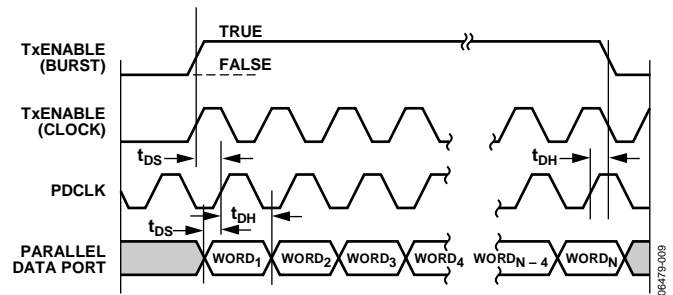 TRUE
TxENABLE
(BURST)
FALSE
TxENABLE
(CLOCK)
tDS
tDH
PDCLK
tDS
tDH
PARALLEL
DATA PORT
WORD1
WORD2
WORD3
WORD4
WORDN – 4
WORDN
06479-009